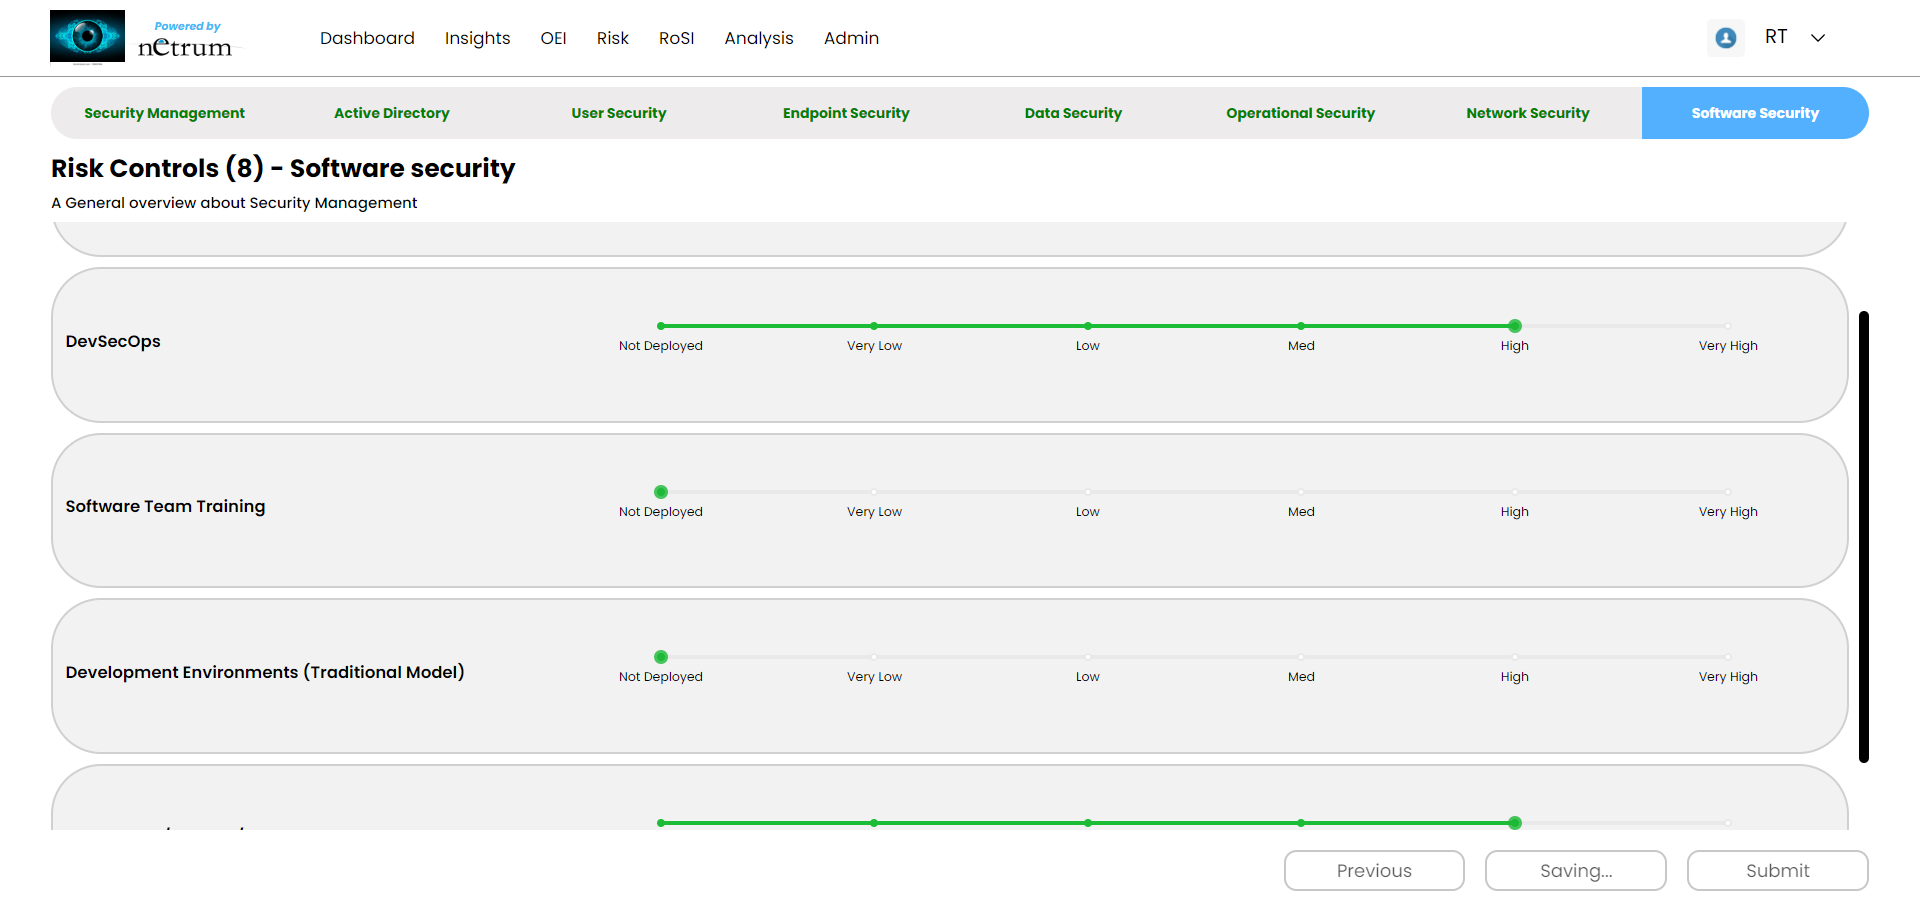 Powered by
netrum
Dashboard Insights OEI Risk RoSI Analysis Admin
RT
Security Management Active Directory User Security Endpoint Security Data Security Operational Security Network Security Software Security
Risk Controls (8) - Software security
A General overview about Security Management
DevSecOps
Not Deployed Very Low Low Med High Very High
Software Team Training
Not Deployed Very Low Low Med High Very High
Development Environments (Traditional Model)
Not Deployed Very Low Low Med High Very High
Previous Saving... Submit